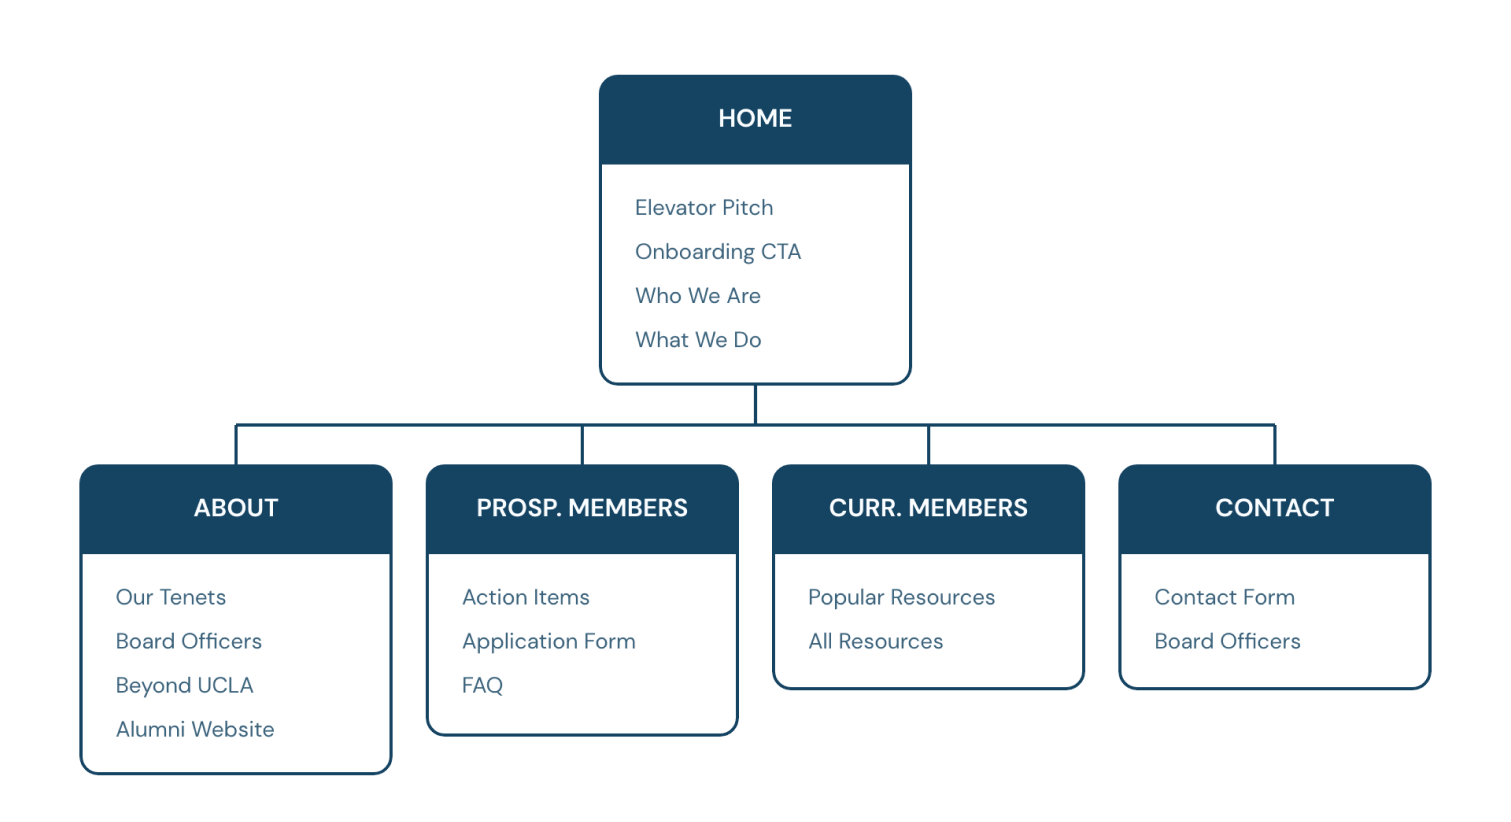 HOME
Elevator Pitch
Onboarding CTA
Who We Are
What We Do
ABOUT
Our Tenets
Board Officers
Beyond UCLA
Alumni Website
PROSP. MEMBERS
Action Items
Application Form
FAQ
CURR. MEMBERS
Popular Resources
All Resources
CONTACT
Contact Form
Board Officers